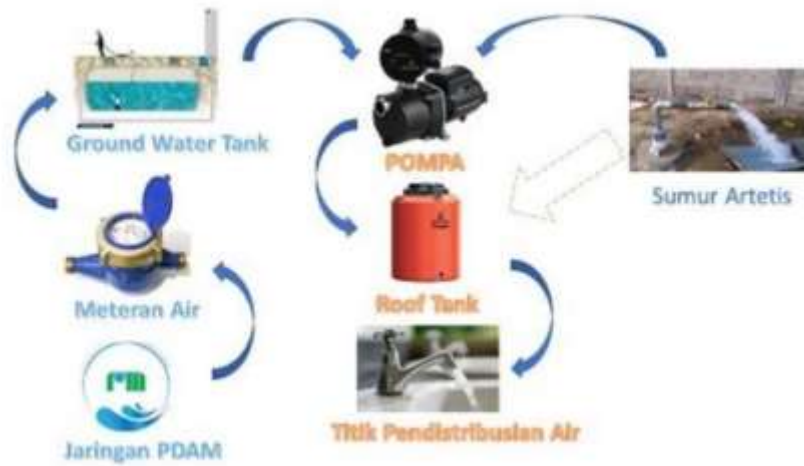 Ground Water Tank
POMPA
Sumur Artetis
Meteran Air
Roof Tank
Jaringan PDAM
Titik Pendistribusian Air